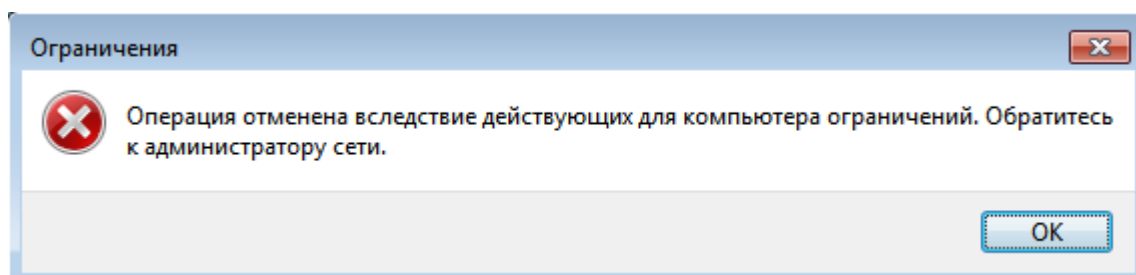 Ограничения
Операция отменена вследствие действующих для компьютера ограничений. Обратитесь
к администратору сети.
OK